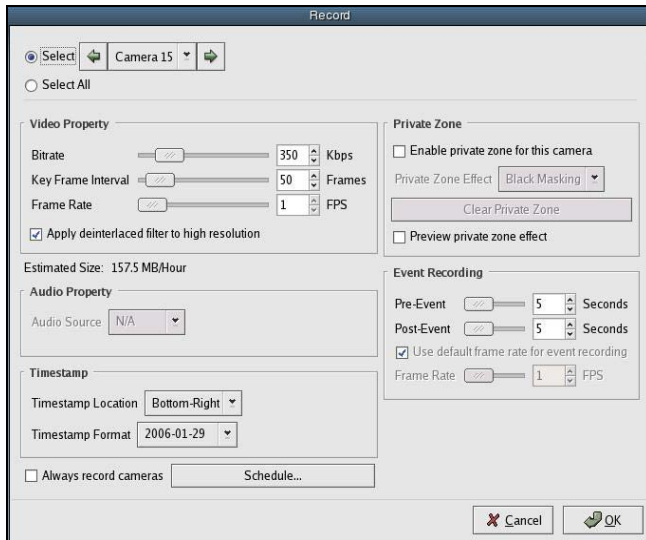 Record
Select Camera 15
Select All
Video Property
Bitrate 350 Kbps
Key Frame Interval 50 Frames
Frame Rate 1 FPS
Apply deinterlaced filter to high resolution
Estimated Size: 157.5 MB/Hour
Audio Property
Audio Source N/A
Timestamp
Timestamp Location Bottom-Right
Timestamp Format 2006-01-29
Always record cameras Schedule...
Private Zone
Enable private zone for this camera
Private Zone Effect Black Masking
Clear Private Zone
Preview private zone effect
Event Recording
Pre-Event 5 Seconds
Post-Event 5 Seconds
Use default frame rate for event recording
Frame Rate 1 FPS
Cancel OK